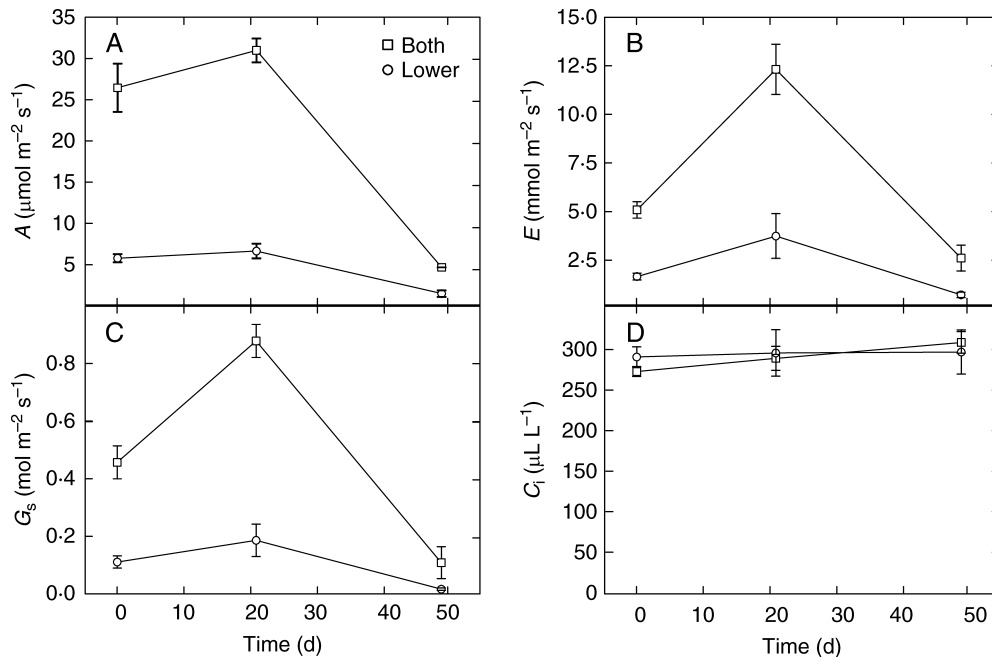 A
35
30
25
20
15
10
5
A (μmol m−2 s−1)
Both
Lower
B
15·0
12·5
10·0
7·5
5·0
2·5
E (mmol m−2 s−1)
C
0·8
0·6
0·4
0·2
0·0
Gs (mol m−2 s−1)
0 10 20 30 40 50
Time (d)
D
300
250
200
150
100
50
0
Ci (μL L−1)
0 10 20 30 40 50
Time (d)